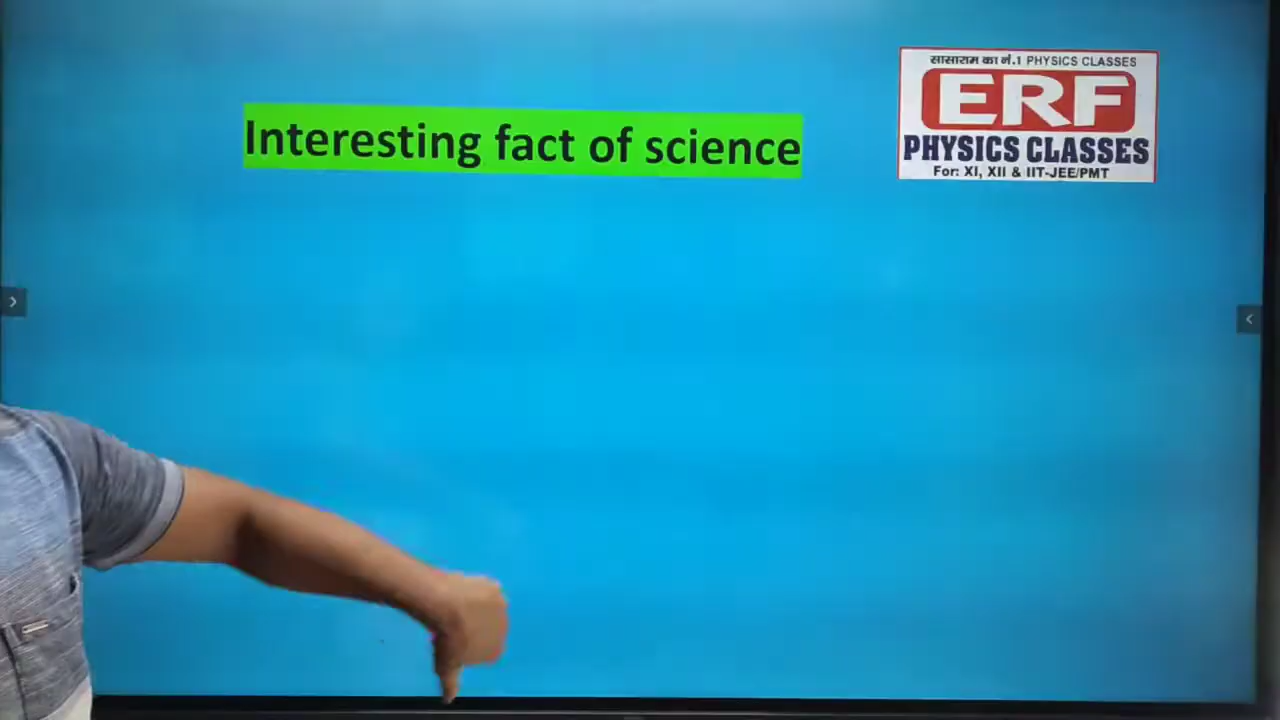 Interesting fact of science
सासाराम का नं.1 PHYSICS CLASSES
ERF
PHYSICS CLASSES
For: XI, XII & IIT-JEE/PMT